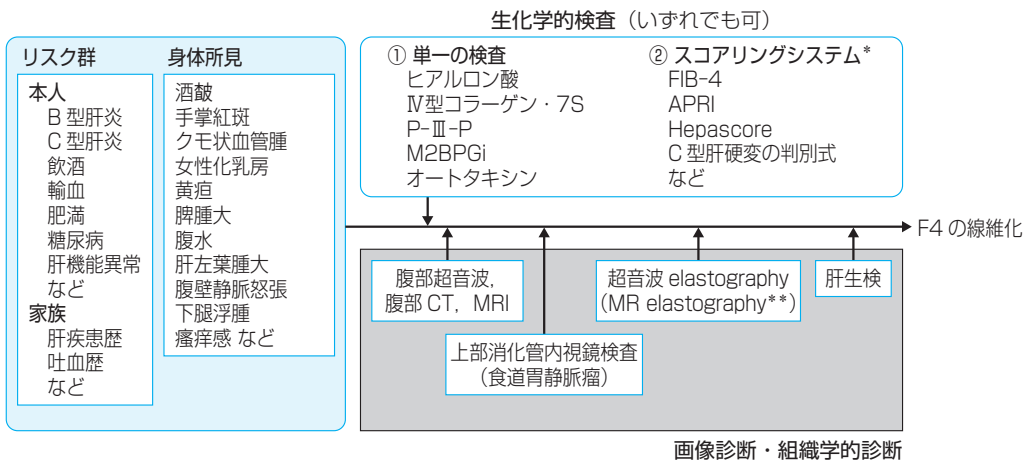 生化学的検査（いずれでも可）
リスク群
本人
B 型肝炎
C 型肝炎
飲酒
輸血
肥満
糖尿病
肝機能異常
など
家族
肝疾患歴
吐血歴
など
身体所見
酒皶
手掌紅斑
クモ状血管腫
女性化乳房
黄疸
脾腫大
腹水
肝左葉腫大
腹壁静脈怒張
下腿浮腫
瘙痒感 など
① 単一の検査
ヒアルロン酸
Ⅳ型コラーゲン・7S
P-Ⅲ-P
M2BPGi
オートタキシン
② スコアリングシステム*
FIB-4
APRI
Hepascore
C 型肝硬変の判別式
など
F4 の線維化
腹部超音波，
腹部 CT，MRI
上部消化管内視鏡検査
（食道胃静脈瘤）
超音波 elastography
（MR elastography**）
肝生検
画像診断・組織学的診断